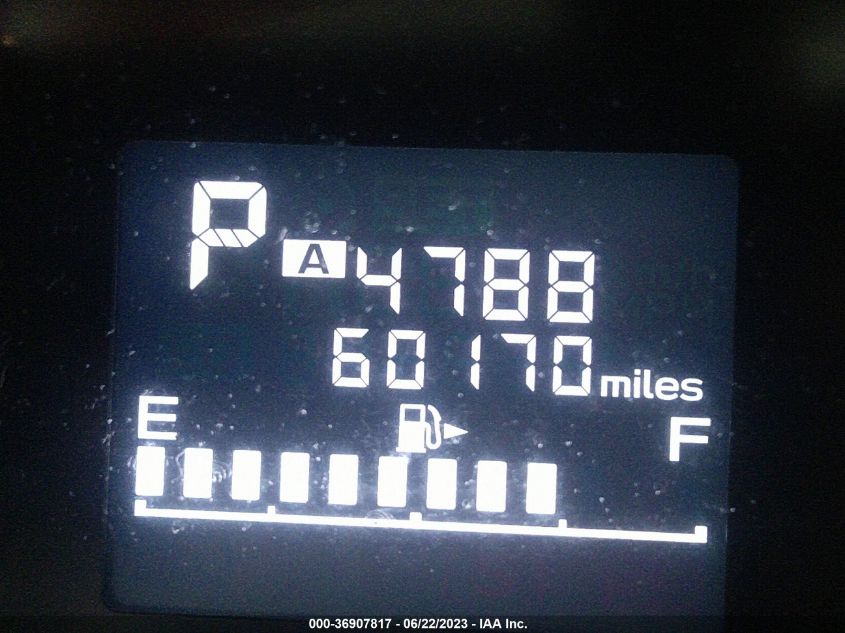 P
A 4788
60170 miles
E F
000-36907817 - 06/22/2023 - IAA Inc.